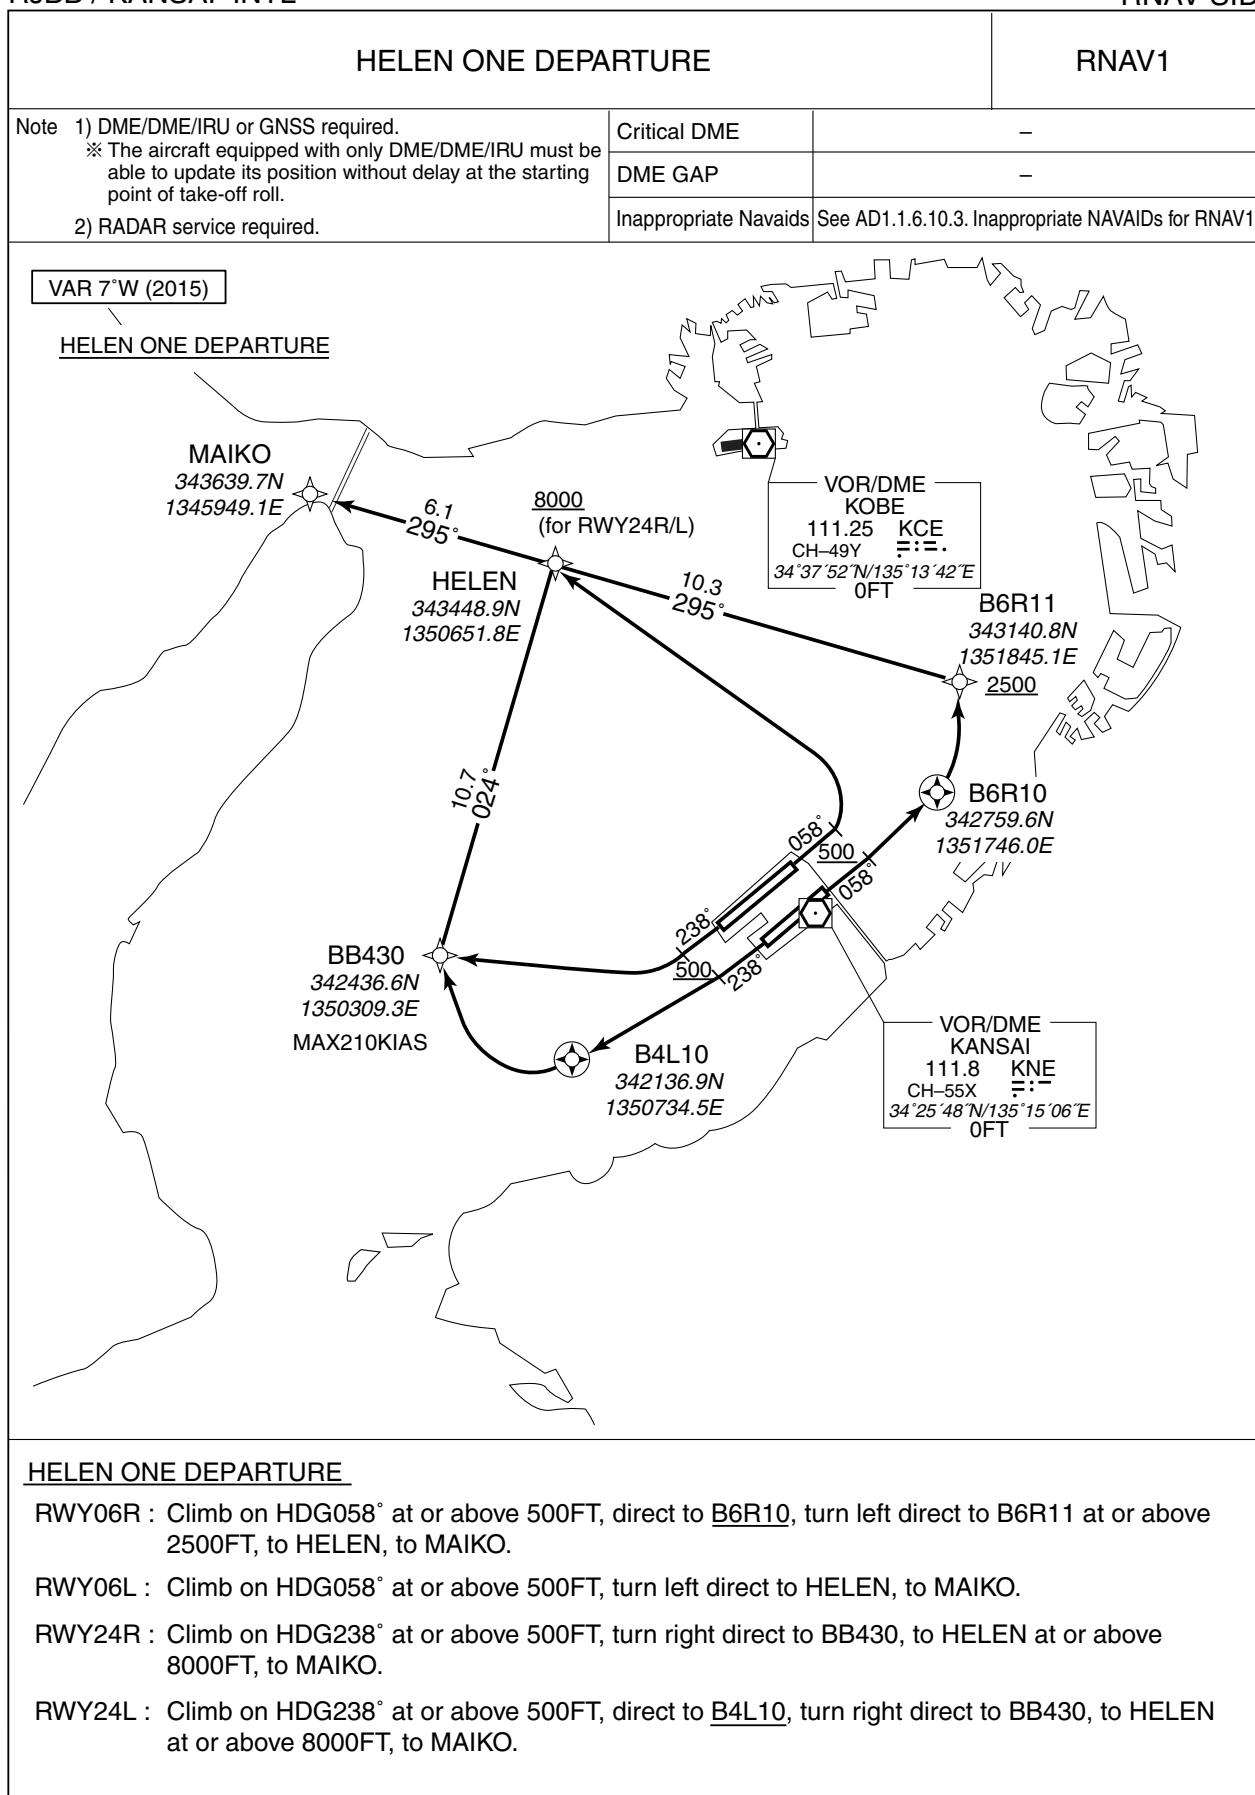 HELEN ONE DEPARTURE
RNAV1
Note 1) DME/DME/IRU or GNSS required.
※ The aircraft equipped with only DME/DME/IRU must be
able to update its position without delay at the starting
point of take-off roll.
2) RADAR service required.
Critical DME –
DME GAP –
Inappropriate Navaids See AD1.1.6.10.3. Inappropriate NAVAIDs for RNAV1
VAR 7˚W (2015)
HELEN ONE DEPARTURE
MAIKO
343639.7N
1345949.1E
6.1
295˚
8000
(for RWY24R/L)
HELEN
343448.9N
1350651.8E
VOR/DME
KOBE
111.25 KCE
CH–49Y
34˚37´52˝N/135˚13´42˝E
0FT
10.3
295˚
B6R11
343140.8N
1351845.1E
2500
10.7
024˚
B6R10
342759.6N
1351746.0E
058˚
500
058˚
238˚
500
238˚
BB430
342436.6N
1350309.3E
MAX210KIAS
B4L10
342136.9N
1350734.5E
VOR/DME
KANSAI
111.8 KNE
CH–55X
34˚25´48˝N/135˚15´06˝E
0FT
HELEN ONE DEPARTURE
RWY06R : Climb on HDG058˚ at or above 500FT, direct to B6R10, turn left direct to B6R11 at or above
2500FT, to HELEN, to MAIKO.
RWY06L : Climb on HDG058˚ at or above 500FT, turn left direct to HELEN, to MAIKO.
RWY24R : Climb on HDG238˚ at or above 500FT, turn right direct to BB430, to HELEN at or above
8000FT, to MAIKO.
RWY24L : Climb on HDG238˚ at or above 500FT, direct to B4L10, turn right direct to BB430, to HELEN
at or above 8000FT, to MAIKO.